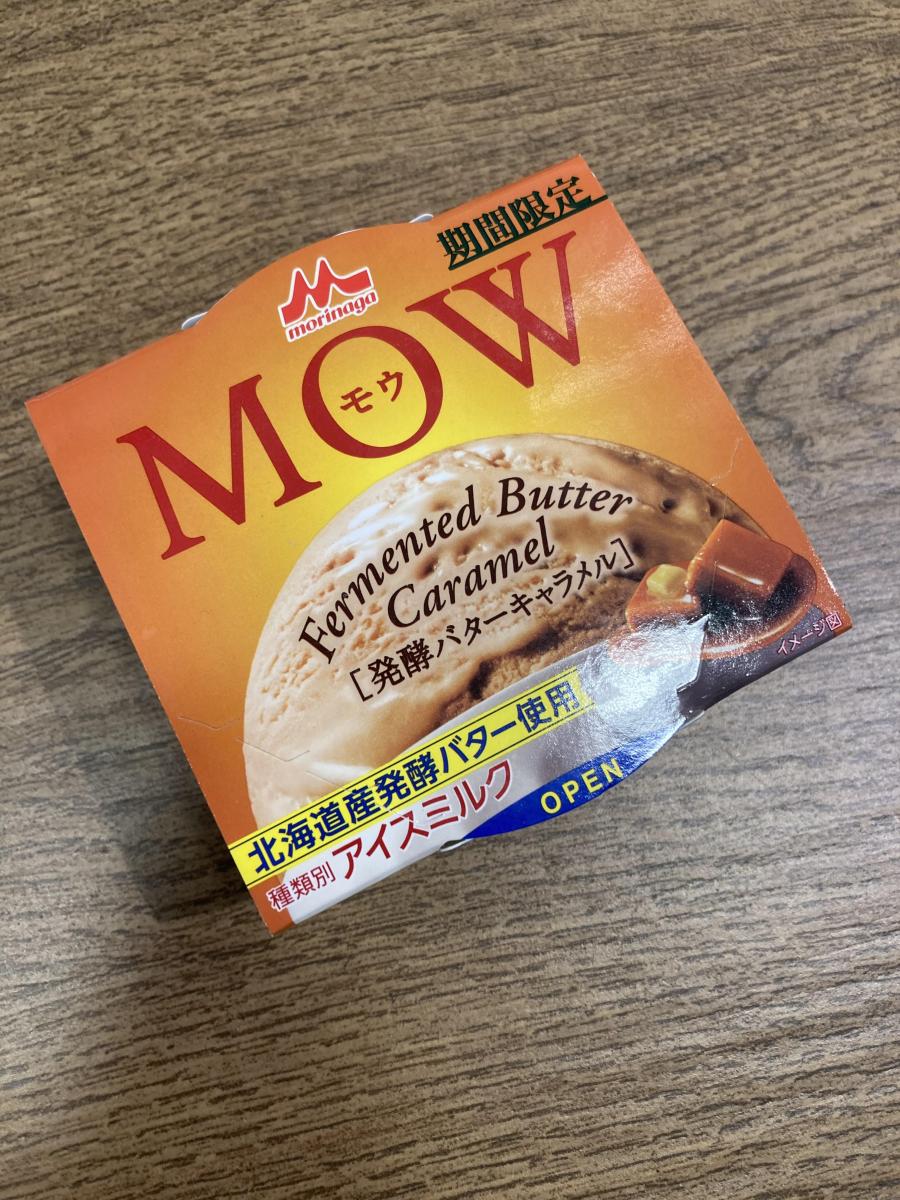 期間限定
morinaga
MOW
モウ
Fermented Butter
Caramel
[発酵バターキャラメル]
イメージ図
北海道産発酵バター使用
種類別 アイスミルク
OPEN